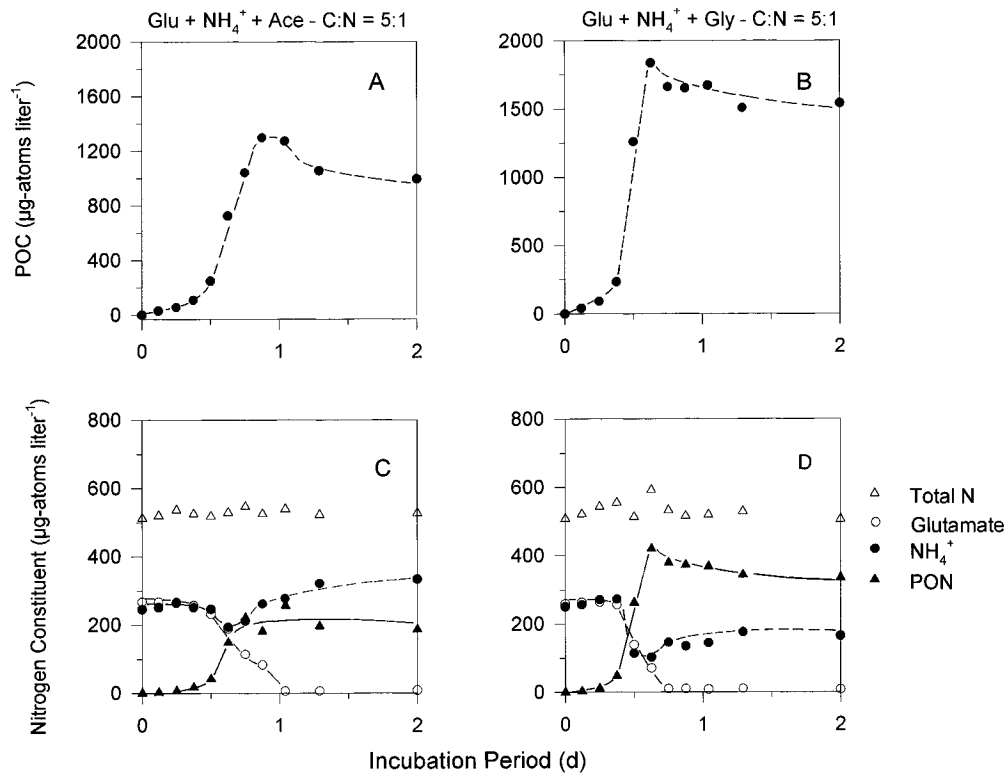 Glu + NH₄⁺ + Ace - C:N = 5:1
Glu + NH₄⁺ + Gly - C:N = 5:1
POC (µg-atoms liter⁻¹)
2000
1600
1200
800
400
0
A
0
1
2
2000
1500
1000
500
0
B
0
1
2
Nitrogen Constituent (µg-atoms liter⁻¹)
800
600
400
200
0
C
0
1
2
800
600
400
200
0
D
0
1
2
Total N
Glutamate
NH₄⁺
PON
Incubation Period (d)